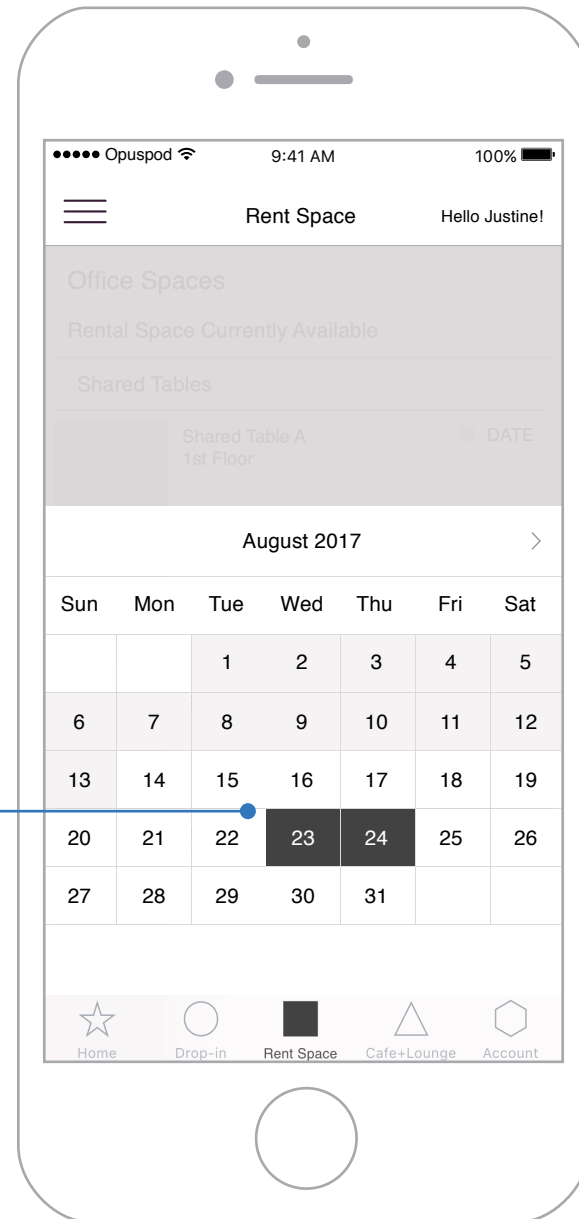 Opuspod 9:41 AM 100%
Rent Space Hello Justine!
Office Spaces
Rental Space Currently Available
Shared Tables
Shared Table A DATE
1st Floor
August 2017
Sun Mon Tue Wed Thu Fri Sat
1 2 3 4 5
6 7 8 9 10 11 12
13 14 15 16 17 18 19
20 21 22 23 24 25 26
27 28 29 30 31
Home Drop-in Rent Space Cafe+Lounge Account